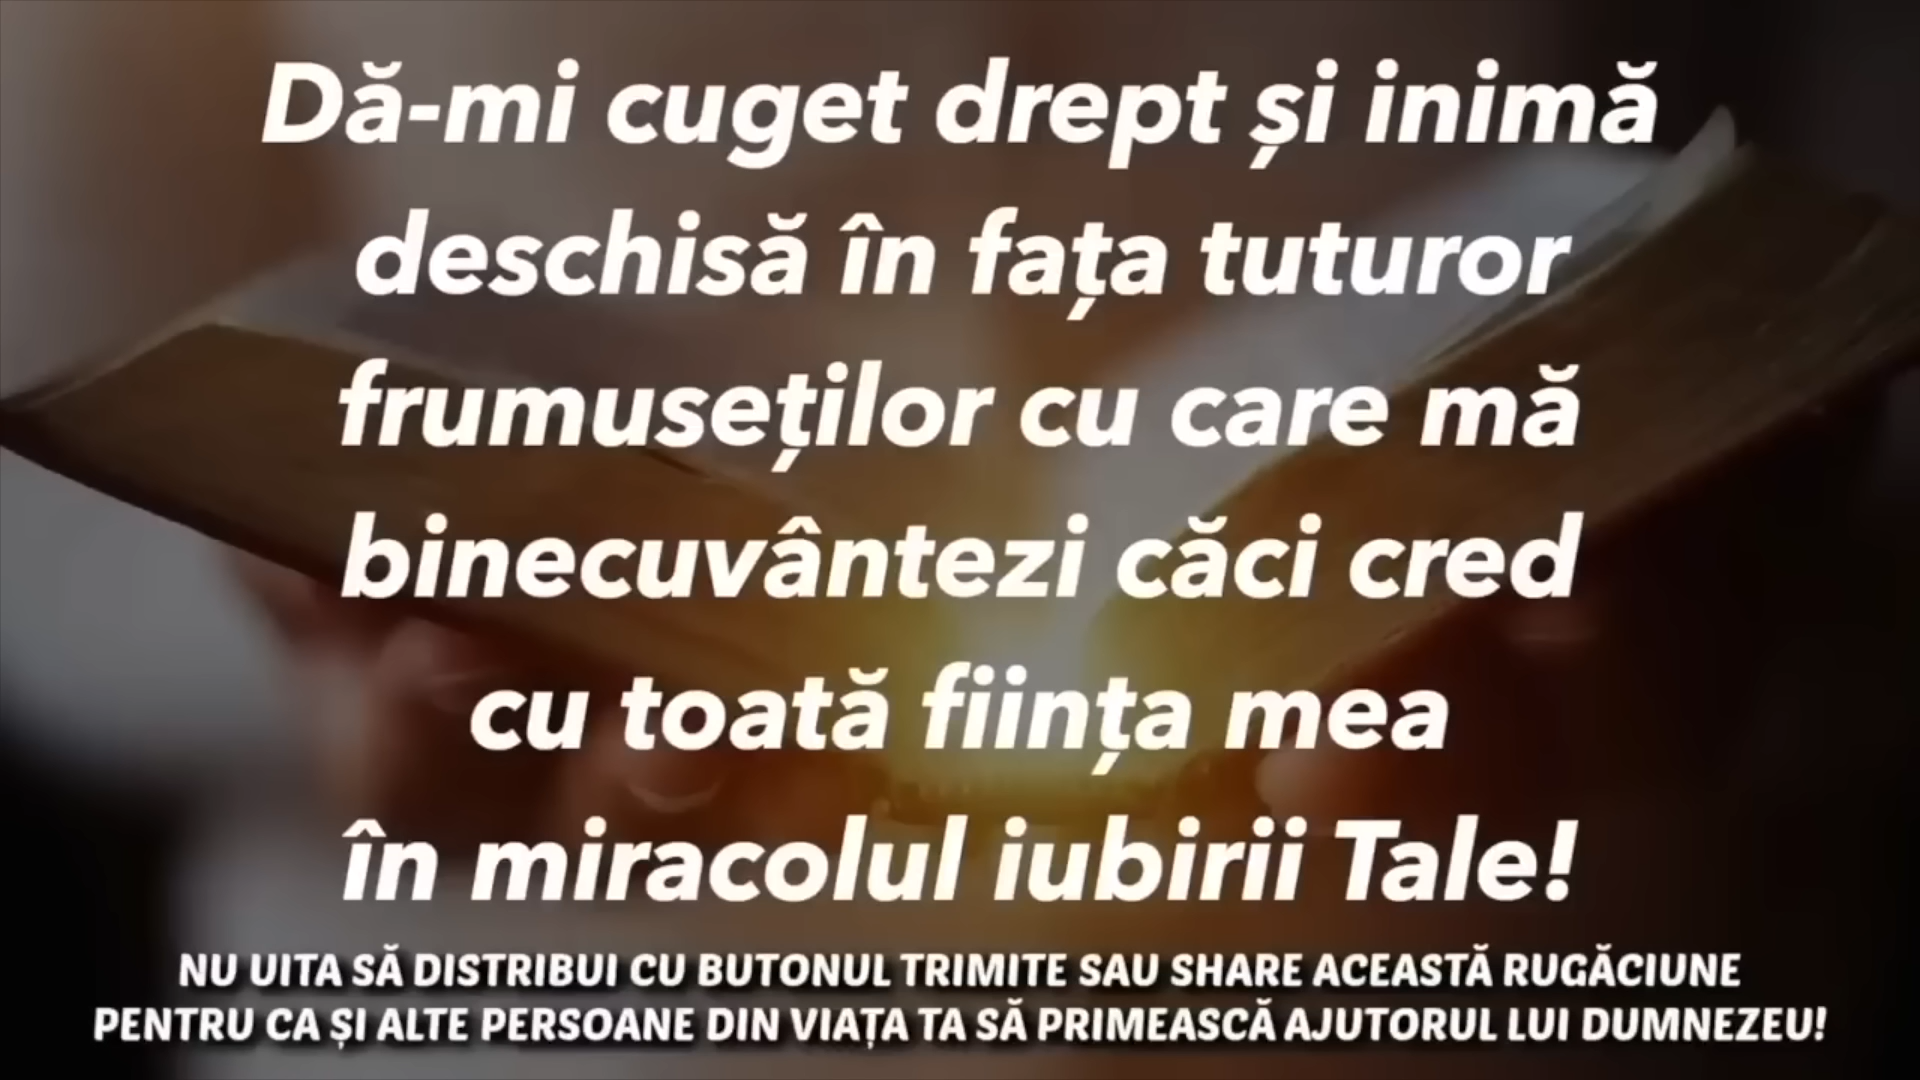 Dă-mi cuget drept și inimă
deschisă în fața tuturor
frumuseților cu care mă
binecuvântezi căci cred
cu toată ființa mea
în miracolul iubirii Tale!
NU UITA SĂ DISTRIBUI CU BUTONUL TRIMITE SAU SHARE ACEASTĂ RUGĂCIUNE
PENTRU CA ȘI ALTE PERSOANE DIN VIAȚA TA SĂ PRIMEASCĂ AJUTORUL LUI DUMNEZEU!